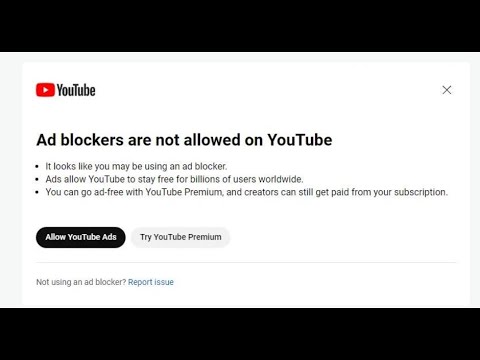 YouTube
Ad blockers are not allowed on YouTube
It looks like you may be using an ad blocker.
Ads allow YouTube to stay free for billions of users worldwide.
You can go ad-free with YouTube Premium, and creators can still get paid from your subscription.
Allow YouTube Ads Try YouTube Premium
Not using an ad blocker? Report issue